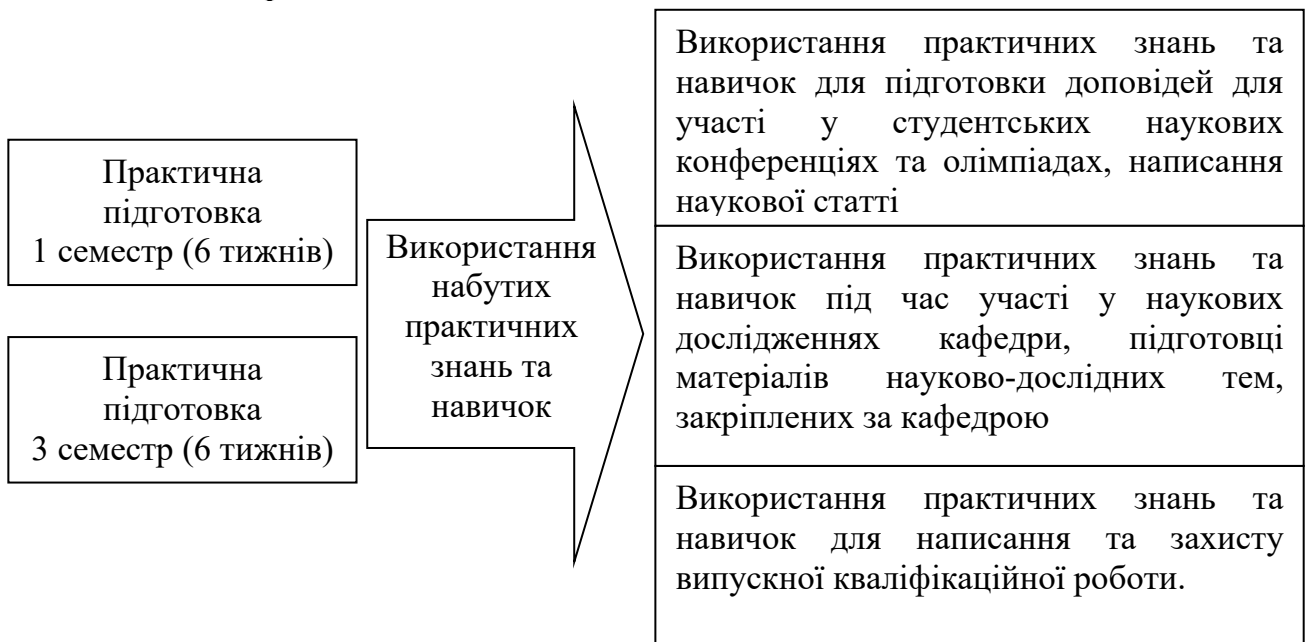 Практична
підготовка
1 семестр (6 тижнів)
Практична
підготовка
3 семестр (6 тижнів)
Використання
набутих
практичних
знань та
навичок
Використання практичних знань та
навичок для підготовки доповідей для
участі у студентських наукових
конференціях та олімпіадах, написання
наукової статті
Використання практичних знань та
навичок під час участі у наукових
дослідженнях кафедри, підготовці
матеріалів науково-дослідних тем,
закріплених за кафедрою
Використання практичних знань та
навичок для написання та захисту
випускної кваліфікаційної роботи.